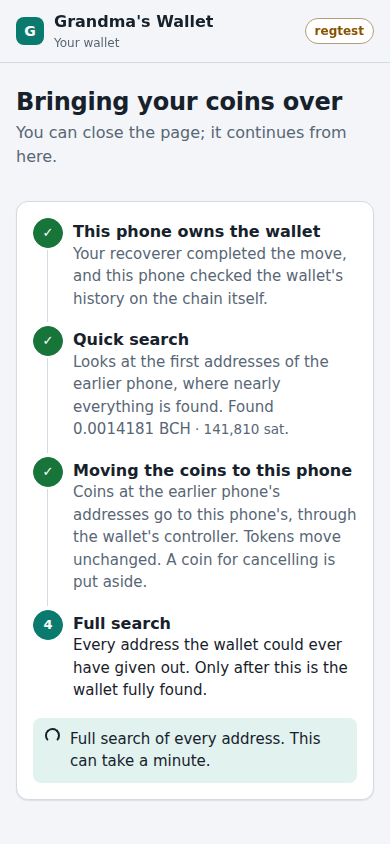 G
Grandma's Wallet
Your wallet
regtest
Bringing your coins over
You can close the page; it continues from
here.
✓
This phone owns the wallet
Your recoverer completed the move,
and this phone checked the wallet's
history on the chain itself.
✓
Quick search
Looks at the first addresses of the
earlier phone, where nearly
everything is found. Found
0.0014181 BCH · 141,810 sat.
✓
Moving the coins to this phone
Coins at the earlier phone's
addresses go to this phone's, through
the wallet's controller. Tokens move
unchanged. A coin for cancelling is
put aside.
4
Full search
Every address the wallet could ever
have given out. Only after this is the
wallet fully found.
Full search of every address. This
can take a minute.